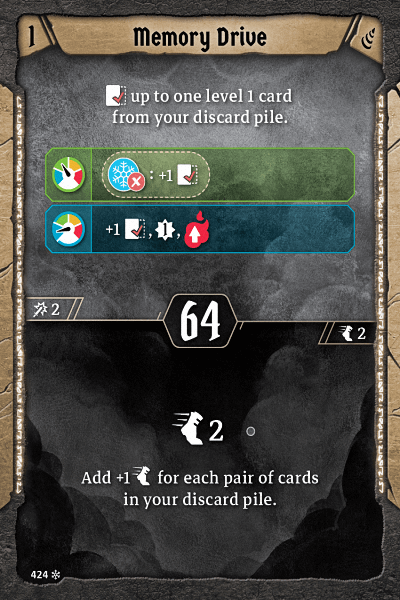 1
Memory Drive
up to one level 1 card
from your discard pile.
: +1
+1 , 1 ,
2
64
2
2
Add +1 for each pair of cards
in your discard pile.
424